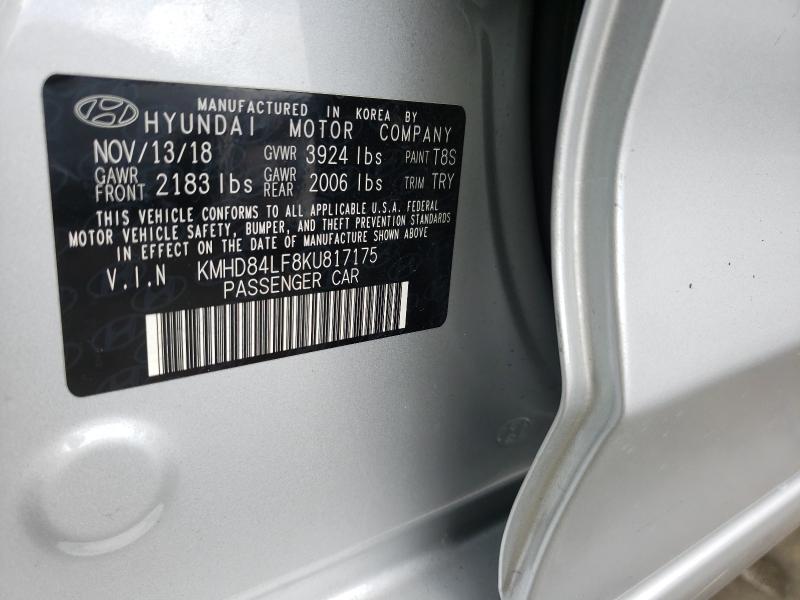 MANUFACTURED IN KOREA BY
HYUNDAI MOTOR COMPANY
NOV/13/18 GVWR 3924 lbs PAINT T8S
GAWR FRONT 2183 lbs GAWR REAR 2006 lbs TRIM TRY
THIS VEHICLE CONFORMS TO ALL APPLICABLE U.S.A. FEDERAL
MOTOR VEHICLE SAFETY, BUMPER, AND THEFT PREVENTION STANDARDS
IN EFFECT ON THE DATE OF MANUFACTURE SHOWN ABOVE
V.I.N KMHD84LF8KU817175
PASSENGER CAR